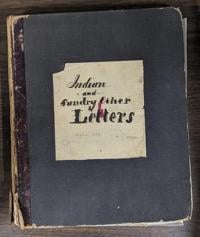 Indian
and
Sundry Other
Letters